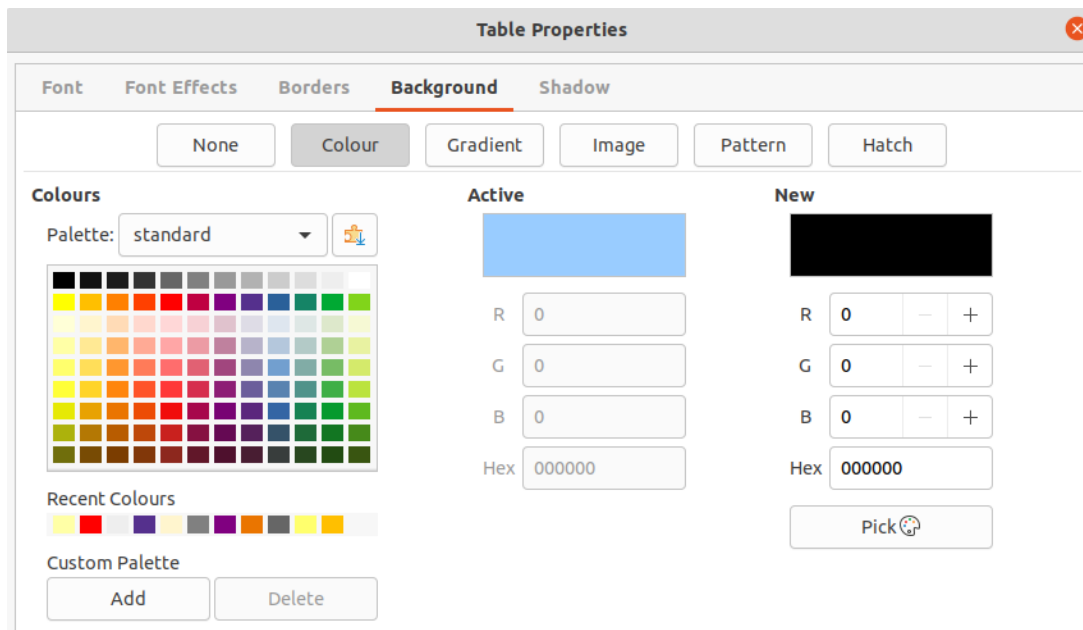 Table Properties
Font Font Effects Borders Background Shadow
None Colour Gradient Image Pattern Hatch
Colours Active New
Palette: standard
R 0 R 0
G 0 G 0
B 0 B 0
Hex 000000 Hex 000000
Recent Colours
Pick
Custom Palette
Add Delete